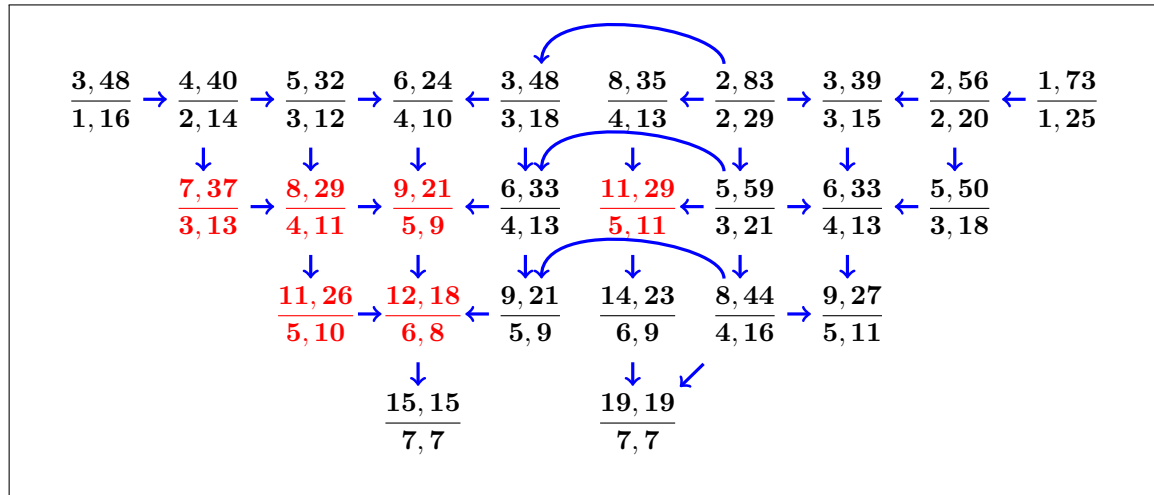 3, 48 4, 40 5, 32 6, 24 3, 48 8, 35 2, 83 3, 39 2, 56 1, 73
1, 16 2, 14 3, 12 4, 10 3, 18 4, 13 2, 29 3, 15 2, 20 1, 25
7, 37 8, 29 9, 21 6, 33 11, 29 5, 59 6, 33 5, 50
3, 13 4, 11 5, 9 4, 13 5, 11 3, 21 4, 13 3, 18
11, 26 12, 18 9, 21 14, 23 8, 44 9, 27
5, 10 6, 8 5, 9 6, 9 4, 16 5, 11
15, 15 19, 19
7, 7 7, 7